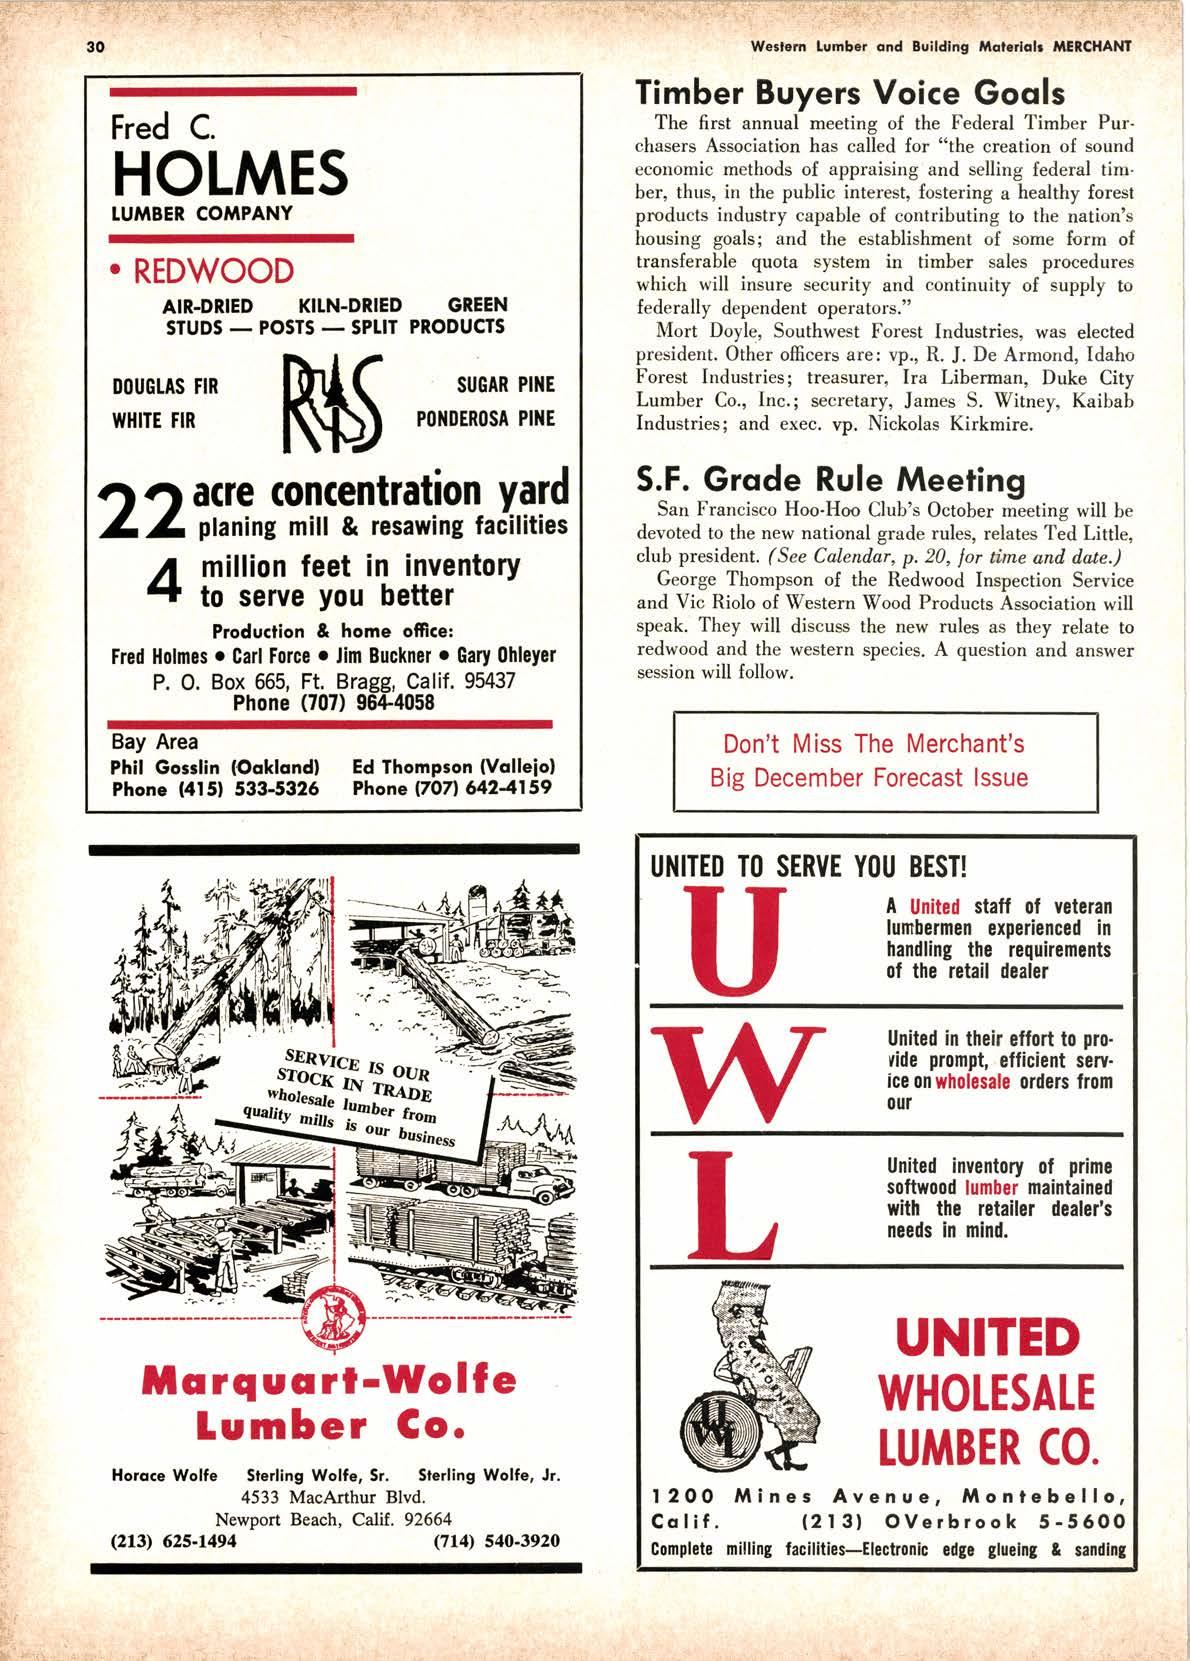 30
Western Lumber and Building Materials MERCHANT
Fred C.
HOLMES
LUMBER COMPANY
• REDWOOD
AIR-DRIED KILN-DRIED GREEN
STUDS — POSTS — SPLIT PRODUCTS
DOUGLAS FIR
WHITE FIR
RS
SUGAR PINE
PONDEROSA PINE
22 acre concentration yard
planing mill & resawing facilities
4 million feet in inventory
to serve you better
Production & home office:
Fred Holmes • Carl Force • Jim Buckner • Gary Ohleyer
P. O. Box 665, Ft. Bragg, Calif. 95437
Phone (707) 964-4058
Bay Area
Phil Gosslin (Oakland)
Phone (415) 533-5326
Ed Thompson (Vallejo)
Phone (707) 642-4159
SERVICE IS OUR
STOCK IN TRADE
wholesale lumber from
quality mills is our business
Marquart-Wolfe
Lumber Co.
Horace Wolfe Sterling Wolfe, Sr. Sterling Wolfe, Jr.
4533 MacArthur Blvd.
Newport Beach, Calif. 92664
(213) 625-1494 (714) 540-3920
Timber Buyers Voice Goals
The first annual meeting of the Federal Timber Pur-
chasers Association has called for "the creation of sound
economic methods of appraising and selling federal tim-
ber, thus, in the public interest, fostering a healthy forest
products industry capable of contributing to the nation's
housing goals; and the establishment of some form of
transferable quota system in timber sales procedures
which will insure security and continuity of supply to
federally dependent operators."
Mort Doyle, Southwest Forest Industries, was elected
president. Other officers are: vp., R. J. De Armond, Idaho
Forest Industries; treasurer, Ira Liberman, Duke City
Lumber Co., Inc.; secretary, James S. Witney, Kaibab
Industries; and exec. vp. Nickolas Kirkmire.
S.F. Grade Rule Meeting
San Francisco Hoo-Hoo Club's October meeting will be
devoted to the new national grade rules, relates Ted Little,
club president. (See Calendar, p. 20, for time and date.)
George Thompson of the Redwood Inspection Service
and Vic Riolo of Western Wood Products Association will
speak. They will discuss the new rules as they relate to
redwood and the western species. A question and answer
session will follow.
Don't Miss The Merchant's
Big December Forecast Issue
UNITED TO SERVE YOU BEST!
U
A United staff of veteran
lumbermen experienced in
handling the requirements
of the retail dealer
W
United in their effort to pro-
vide prompt, efficient serv-
ice on wholesale orders from
our
L
United inventory of prime
softwood lumber maintained
with the retailer dealer's
needs in mind.
CALIFORNIA
UWL
UNITED
WHOLESALE
LUMBER CO.
1200 Mines Avenue, Montebello,
Calif. (213) OVerbrook 5-5600
Complete milling facilities—Electronic edge glueing & sanding